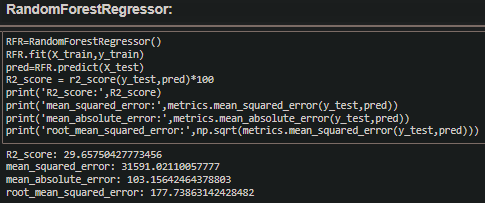 RandomForestRegressor:
RFR=RandomForestRegressor()
RFR.fit(X_train,y_train)
pred=RFR.predict(X_test)
R2_score = r2_score(y_test,pred)*100
print('R2_score:',R2_score)
print('mean_squared_error:',metrics.mean_squared_error(y_test,pred))
print('mean_absolute_error:',metrics.mean_absolute_error(y_test,pred))
print('root_mean_squared_error:',np.sqrt(metrics.mean_squared_error(y_test,pred)))
R2_score: 29.65750427773456
mean_squared_error: 31591.02110057777
mean_absolute_error: 103.15642464378803
root_mean_squared_error: 177.73863142428482